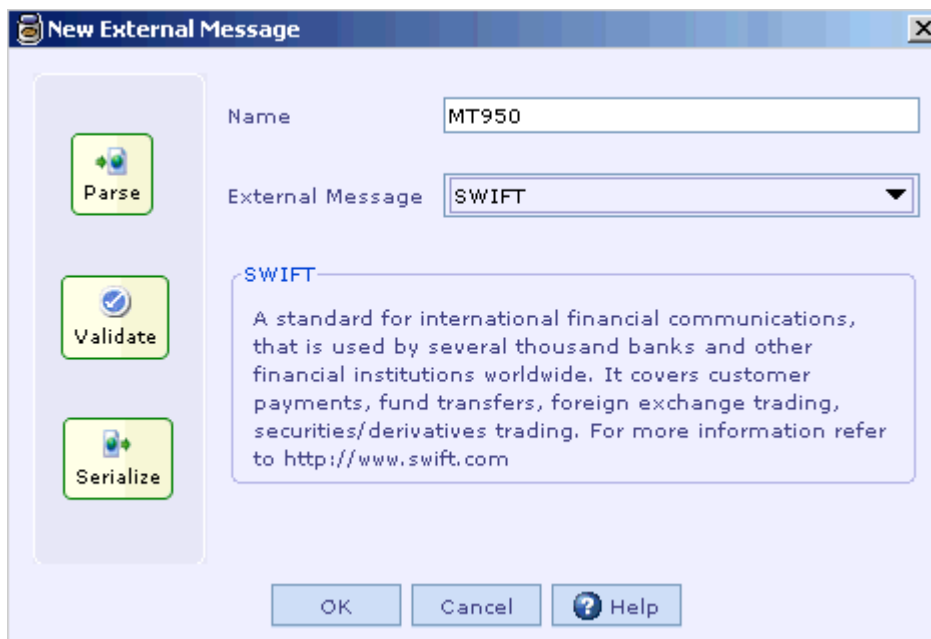 New External Message
Parse
Validate
Serialize
Name MT950
External Message SWIFT
SWIFT
A standard for international financial communications,
that is used by several thousand banks and other
financial institutions worldwide. It covers customer
payments, fund transfers, foreign exchange trading,
securities/derivatives trading. For more information refer
to http://www.swift.com
OK Cancel Help